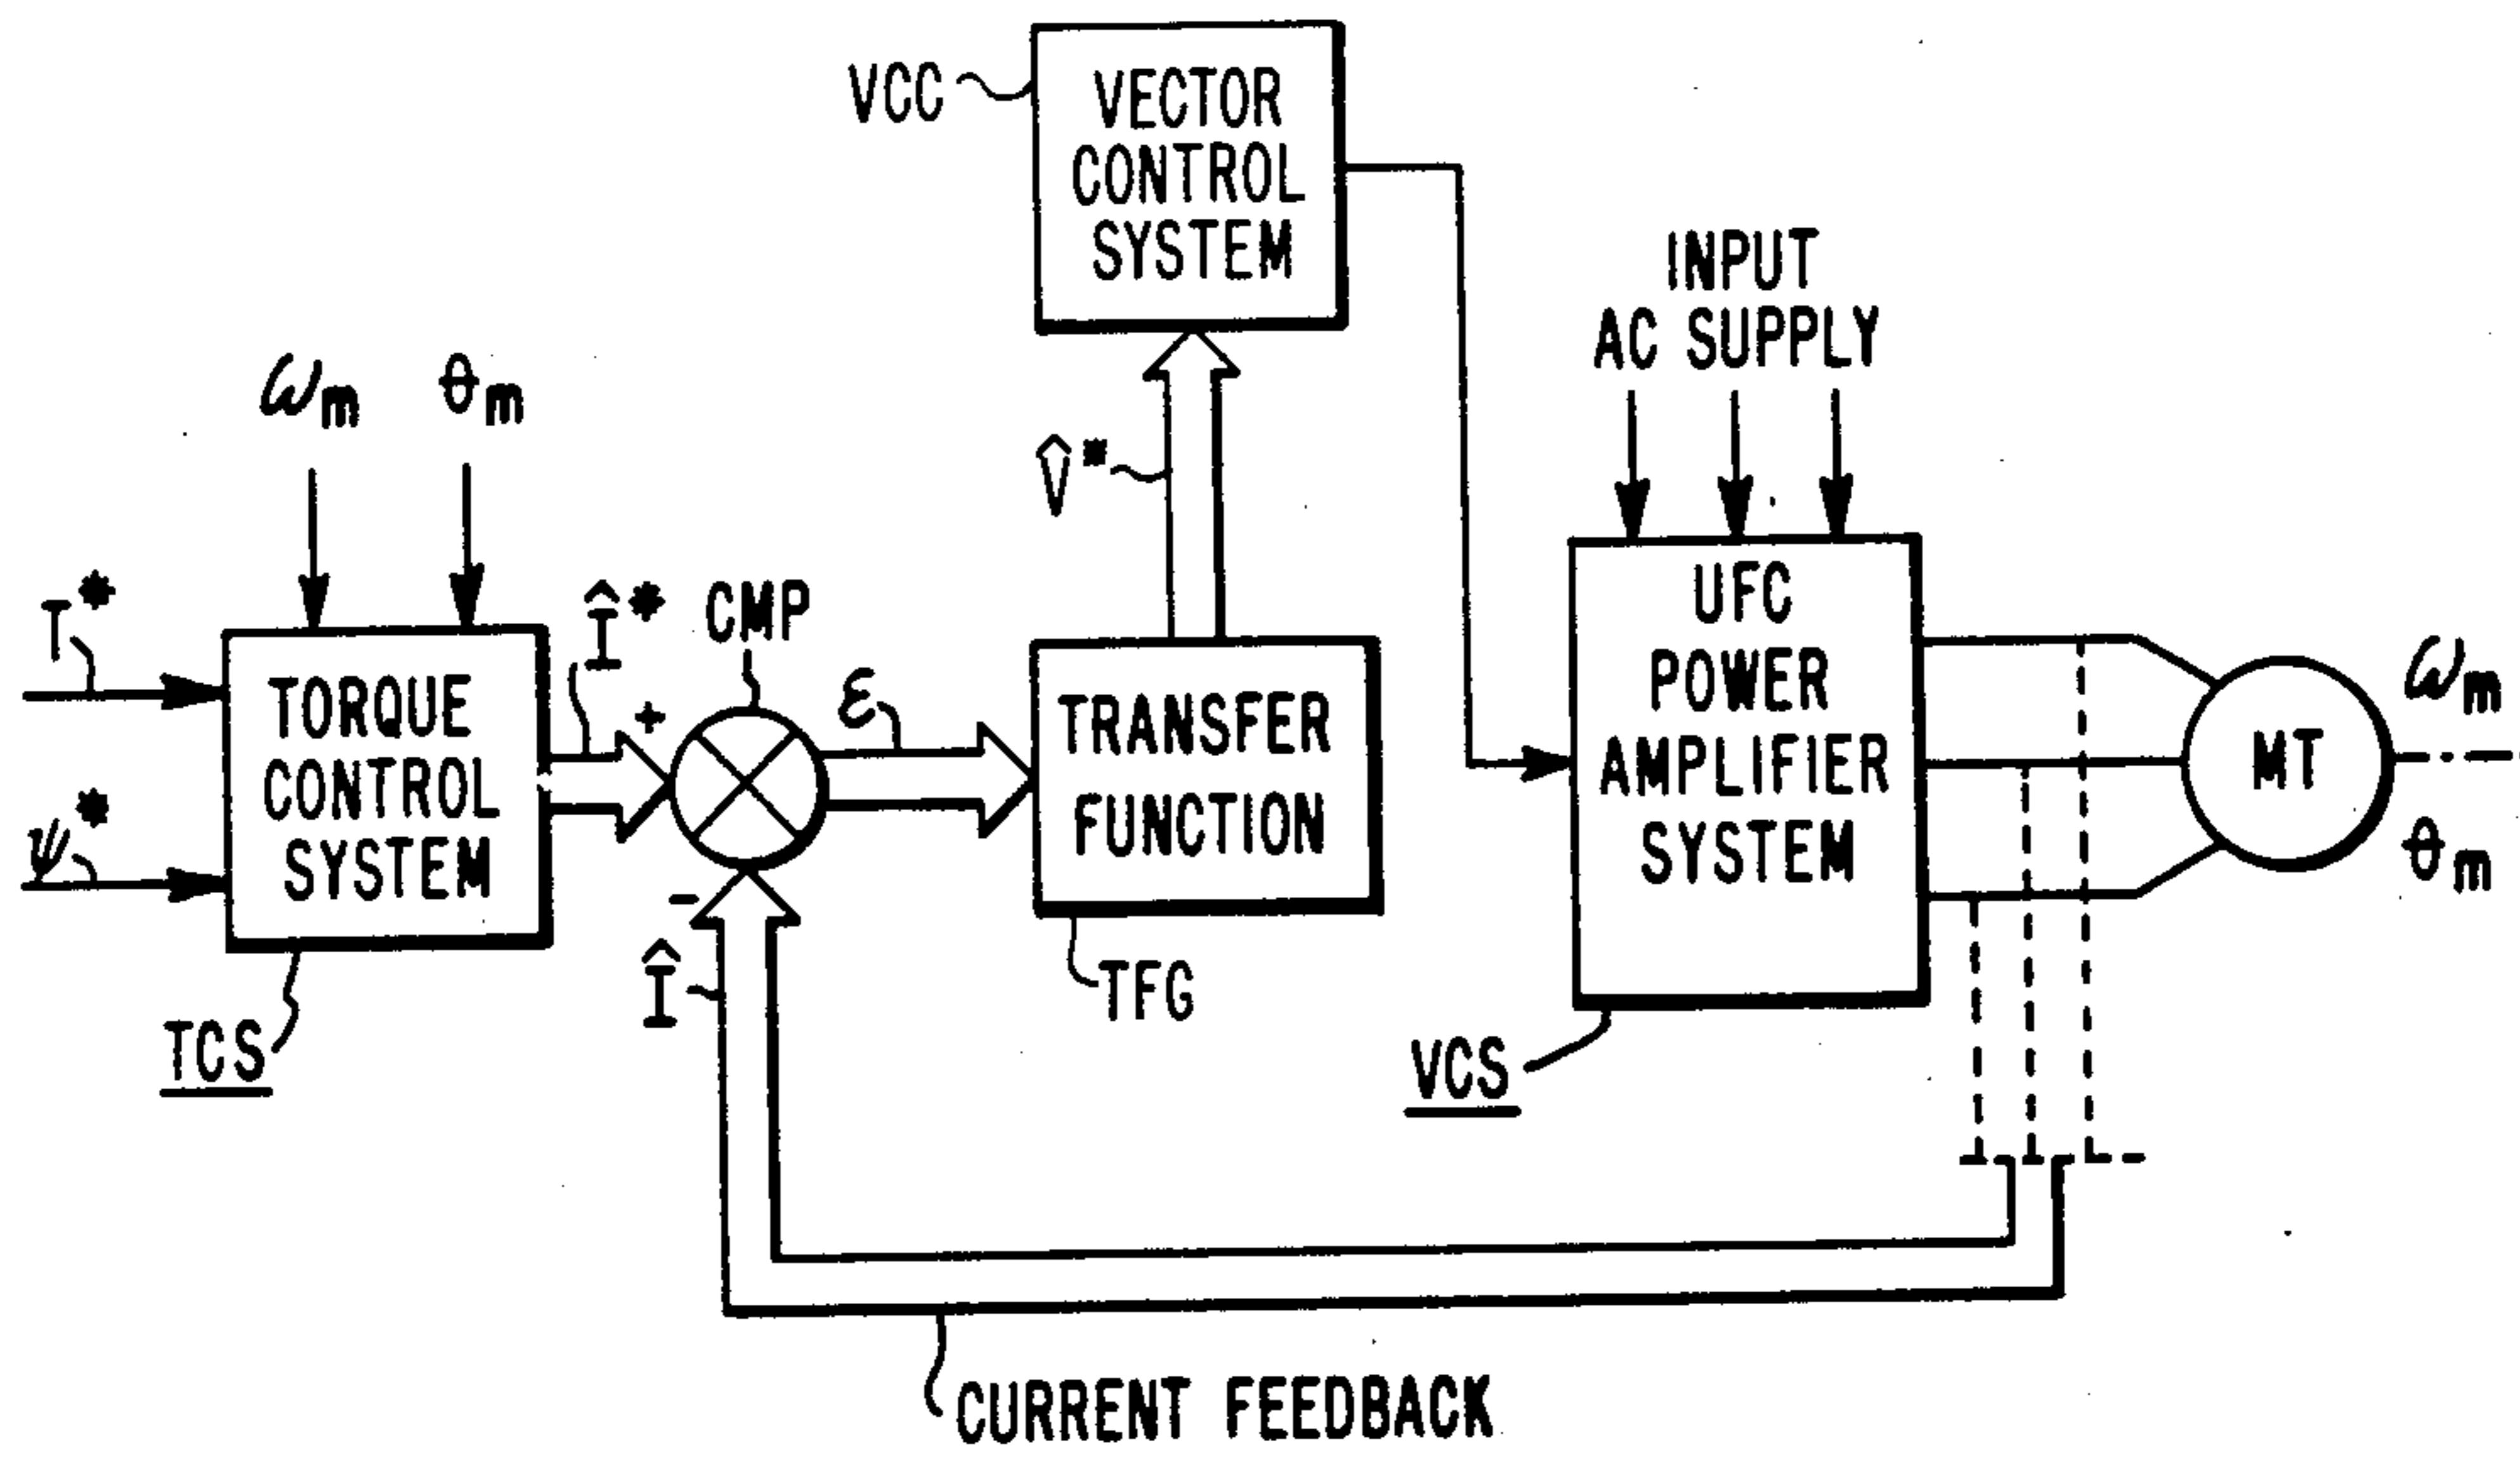 VCC
VECTOR
CONTROL
SYSTEM
INPUT
AC SUPPLY
ωm
θm
V̂*
T*
Î*
CMP
+
ε
ψ*
TORQUE
CONTROL
SYSTEM
TRANSFER
FUNCTION
UFC
POWER
AMPLIFIER
SYSTEM
MT
ωm
θm
-
Î
TFG
TCS
VCS
CURRENT FEEDBACK